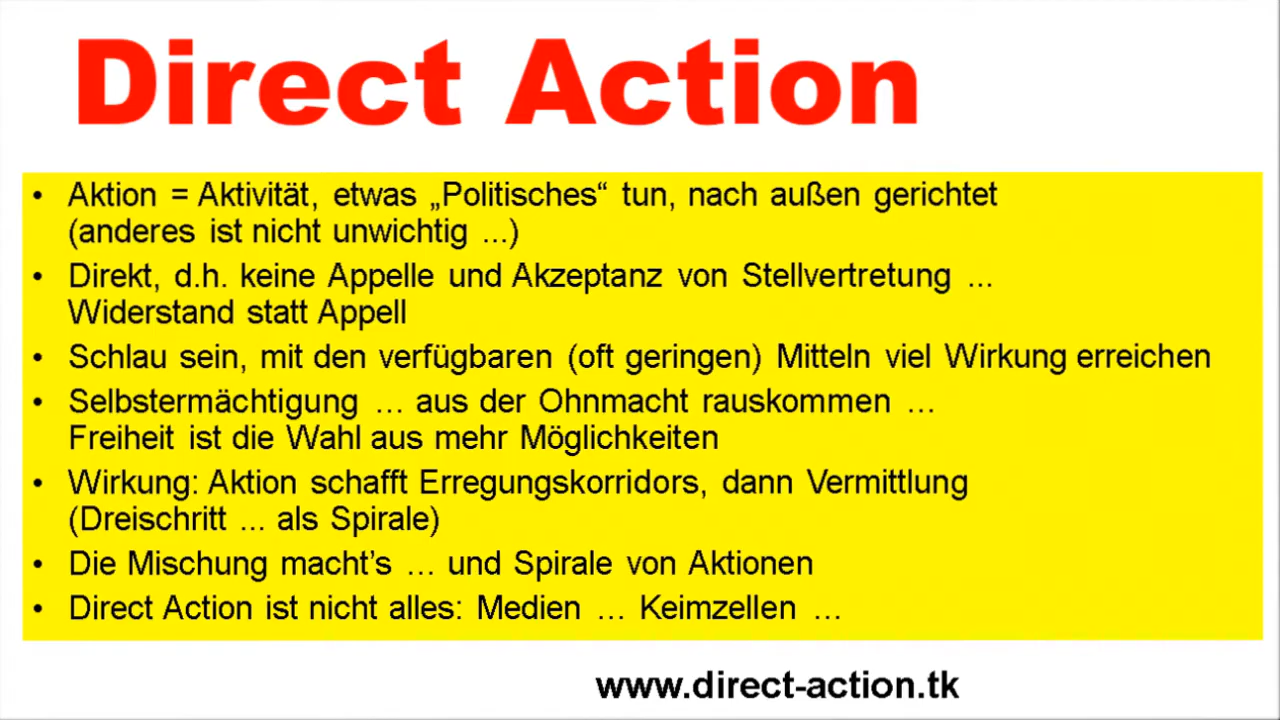 Direct Action
• Aktion = Aktivität, etwas „Politisches“ tun, nach außen gerichtet
(anderes ist nicht unwichtig ...)
• Direkt, d.h. keine Appelle und Akzeptanz von Stellvertretung ...
Widerstand statt Appell
• Schlau sein, mit den verfügbaren (oft geringen) Mitteln viel Wirkung erreichen
• Selbstermächtigung … aus der Ohnmacht rauskommen …
Freiheit ist die Wahl aus mehr Möglichkeiten
• Wirkung: Aktion schafft Erregungskorridors, dann Vermittlung
(Dreischritt ... als Spirale)
• Die Mischung macht’s … und Spirale von Aktionen
• Direct Action ist nicht alles: Medien … Keimzellen …
www.direct-action.tk